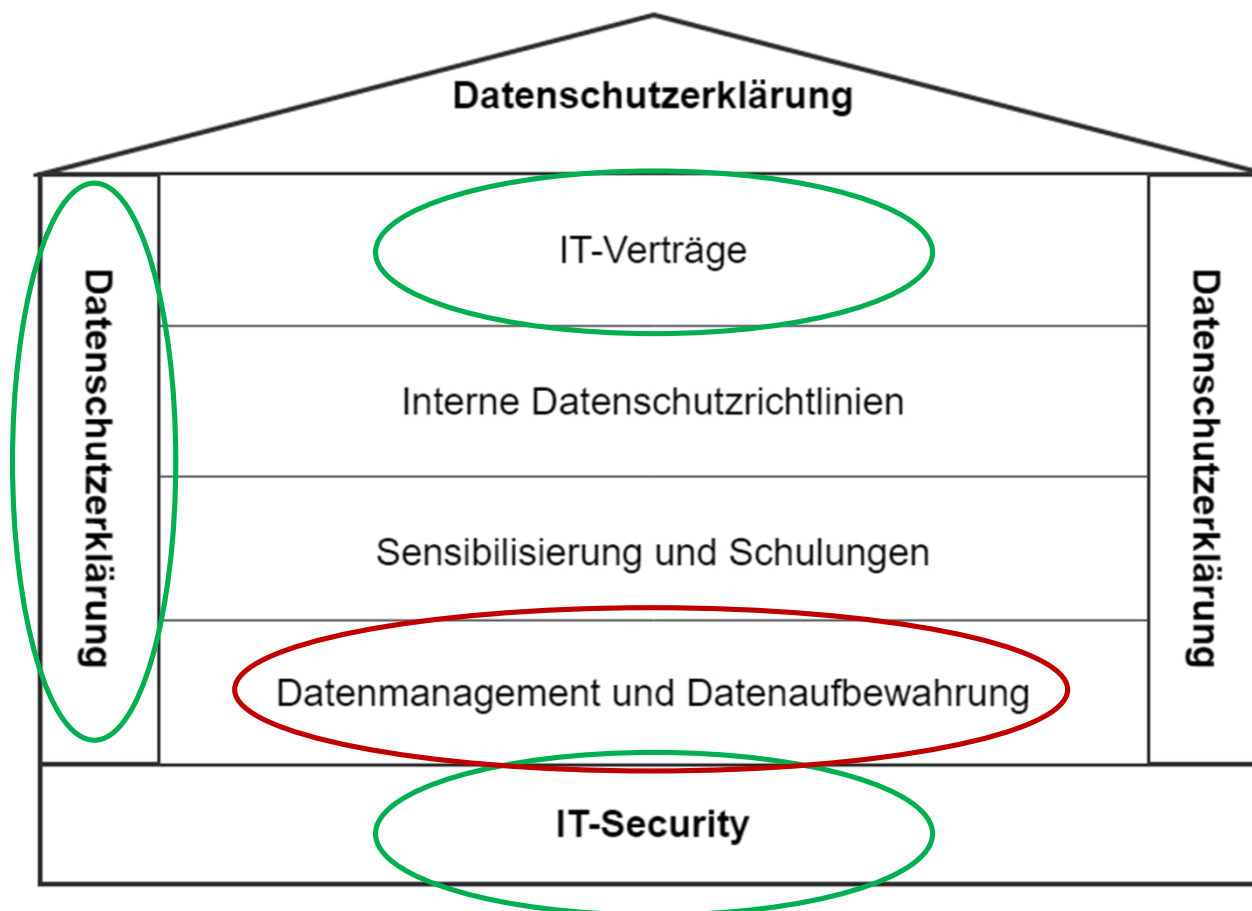 Datenschutzerklärung
IT-Verträge
Datenschutzerklärung
Interne Datenschutzrichtlinien
Sensibilisierung und Schulungen
Datenmanagement und Datenaufbewahrung
Datenschutzerklärung
IT-Security